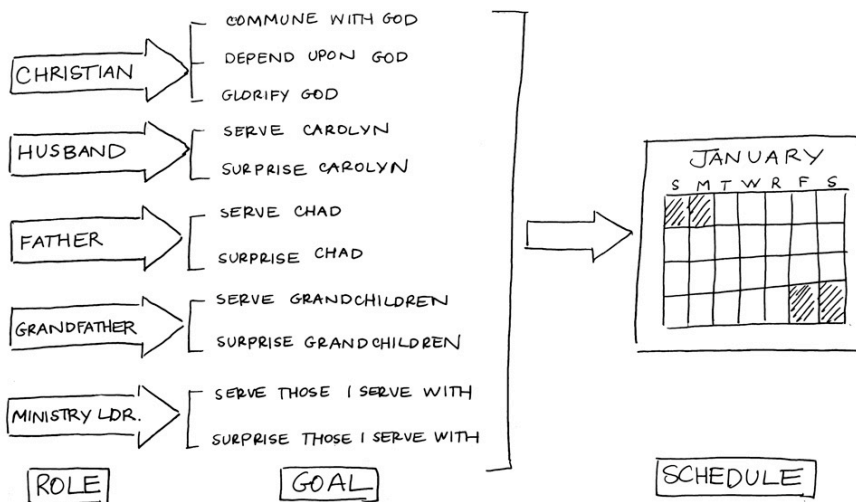 CHRISTIAN
COMMUNE WITH GOD
DEPEND UPON GOD
GLORIFY GOD
HUSBAND
SERVE CAROLYN
SURPRISE CAROLYN
FATHER
SERVE CHAD
SURPRISE CHAD
GRANDFATHER
SERVE GRANDCHILDREN
SURPRISE GRANDCHILDREN
MINISTRY LDR.
SERVE THOSE I SERVE WITH
SURPRISE THOSE I SERVE WITH
JANUARY
S M T W R F S
ROLE
GOAL
SCHEDULE